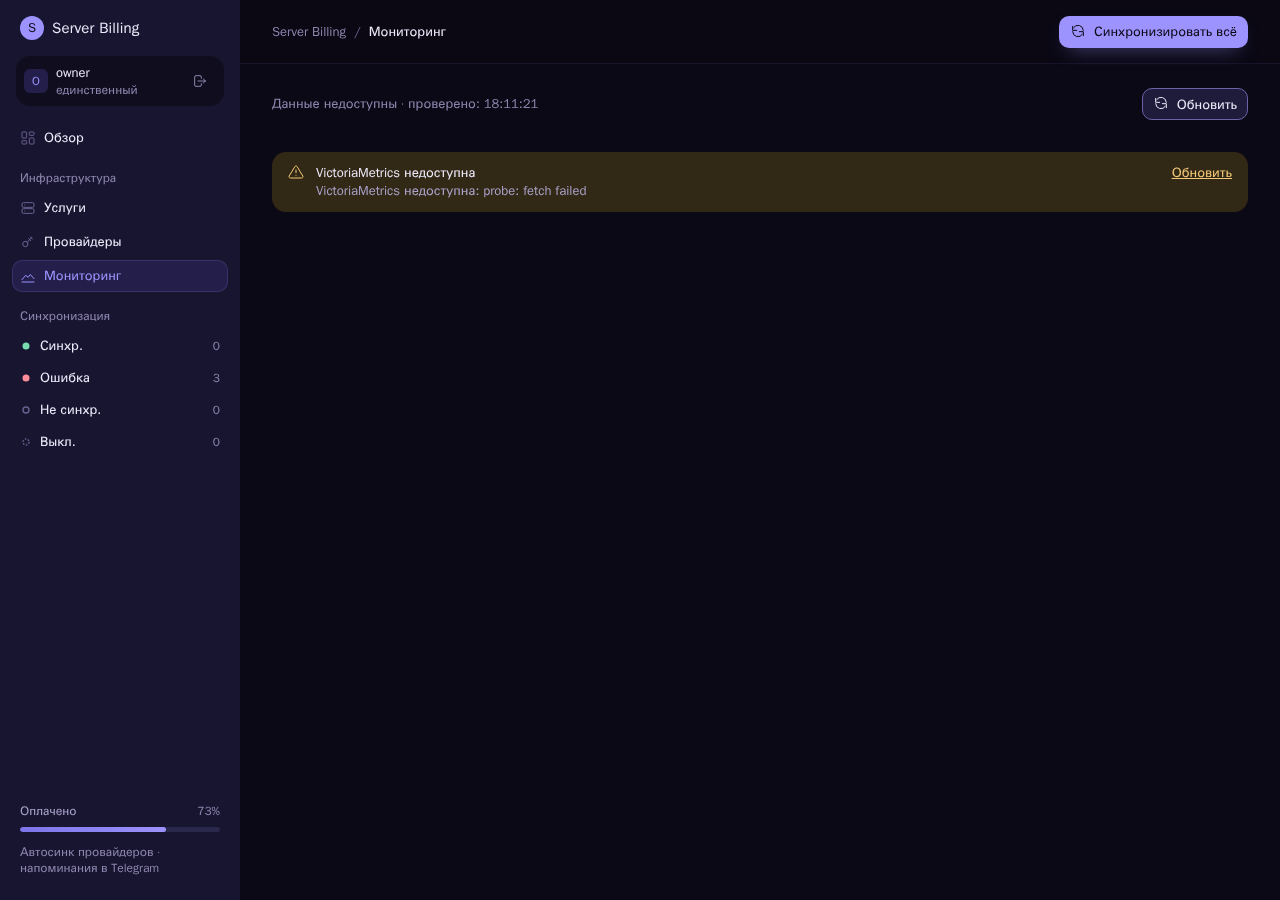 S Server Billing
O owner
единственный
Обзор
Инфраструктура
Услуги
Провайдеры
Мониторинг
Синхронизация
Синхр. 0
Ошибка 3
Не синхр. 0
Выкл. 0
Оплачено 73%
Автосинк провайдеров ·
напоминания в Telegram
Server Billing / Мониторинг
Синхронизировать всё
Данные недоступны · проверено: 18:11:21
Обновить
VictoriaMetrics недоступна
Обновить
VictoriaMetrics недоступна: probe: fetch failed